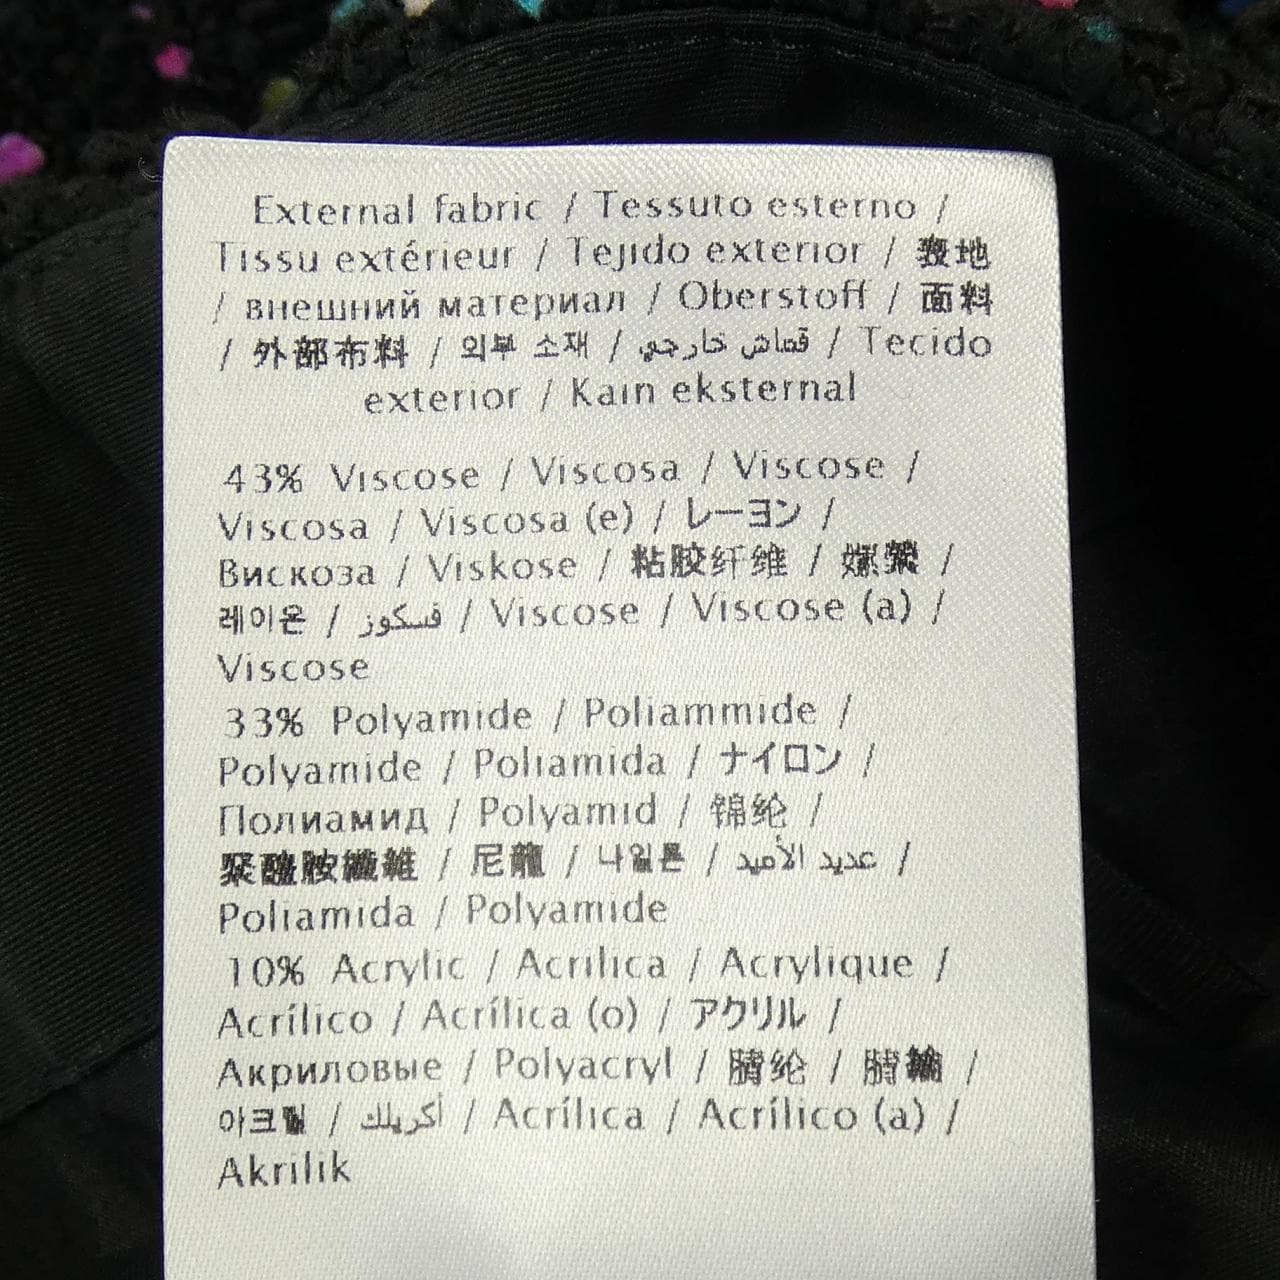 External fabric / Tessuto esterno /
Tissu extérieur / Tejido exterior / 表地
/ внешний материал / Oberstoff / 面料
/ 外部布料 / 외부 소재 / قماش خارجي / Tecido
exterior / Kain eksternal
43% Viscose / Viscosa / Viscose /
Viscosa / Viscosa (e) / レーヨン /
Вискоза / Viskose / 粘胶纤维 / 嫘縈 /
레이온 / فسكوز / Viscose / Viscose (a) /
Viscose
33% Polyamide / Poliammide /
Polyamide / Poliamida / ナイロン /
Полиамид / Polyamid / 锦纶 /
聚醯胺纖維 / 尼龍 / 나일론 / عديد الأميد /
Poliamida / Polyamide
10% Acrylic / Acrilica / Acrylique /
Acrílico / Acrílica (o) / アクリル /
Акриловые / Polyacryl / 腈纶 / 腈綸 /
아크릴 / أكريلك / Acrílica / Acrílico (a) /
Akrilik